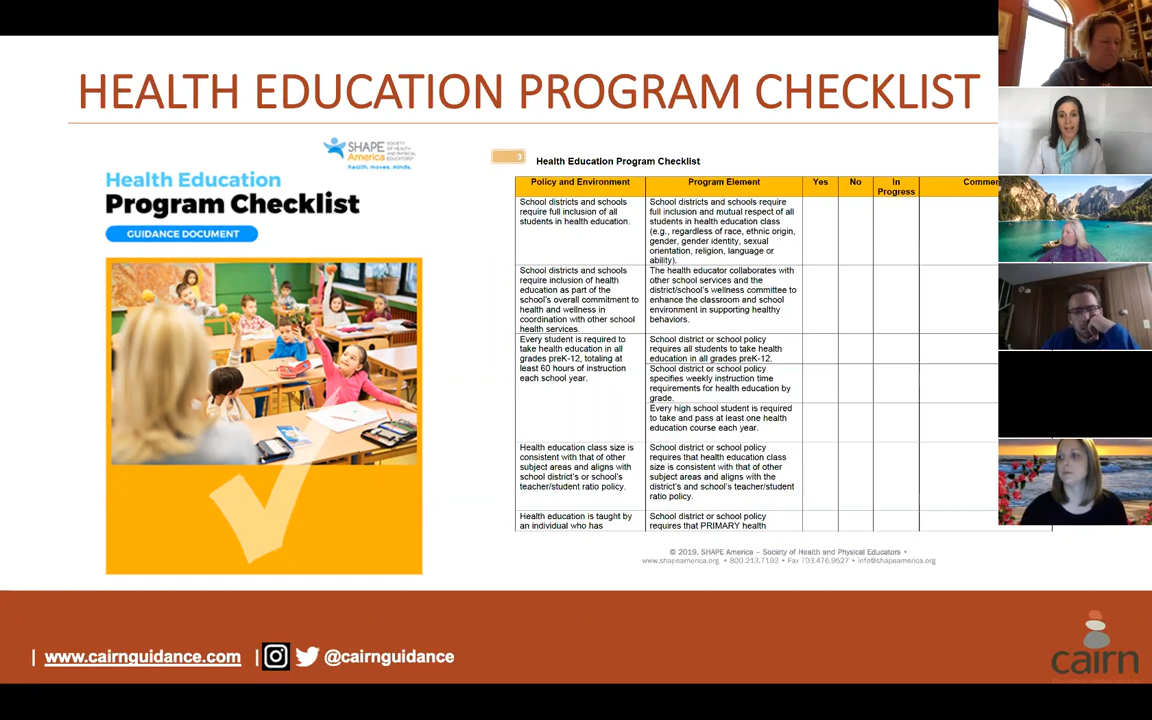 HEALTH EDUCATION PROGRAM CHECKLIST
SHAPE
America
SOCIETY
OF HEALTH
AND PHYSICAL
EDUCATORS
health. moves. minds.
Health Education
Program Checklist
GUIDANCE DOCUMENT
3
Health Education Program Checklist
Policy and Environment
Program Element
Yes
No
In
Progress
School districts and schools
require full inclusion of all
students in health education.
School districts and schools require
full inclusion and mutual respect of all
students in health education class
(e.g., regardless of race, ethnic origin,
gender, gender identity, sexual
orientation, religion, language or
ability).
School districts and schools
require inclusion of health
education as part of the
school's overall commitment to
health and wellness in
coordination with other school
health services.
The health educator collaborates with
other school services and the
district/school's wellness committee to
enhance the classroom and school
environment in supporting healthy
behaviors.
Every student is required to
take health education in all
grades preK-12, totaling at
least 60 hours of instruction
each school year.
School district or school policy
requires all students to take health
education in all grades preK-12.
School district or school policy
specifies weekly instruction time
requirements for health education by
grade.
Every high school student is required
to take and pass at least one health
education course each year.
Health education class size is
consistent with that of other
subject areas and aligns with
school district's or school's
teacher/student ratio policy.
School district or school policy
requires that health education class
size is consistent with that of other
subject areas and aligns with the
district's and school's teacher/student
ratio policy.
Health education is taught by
an individual who has
School district or school policy
requires that PRIMARY health
© 2019, SHAPE America – Society of Health and Physical Educators •
www.shapeamerica.org • 800.213.7193 • Fax 703.476.9527 • info@shapeamerica.org
| www.cairnguidance.com | @cairnguidance
cairn